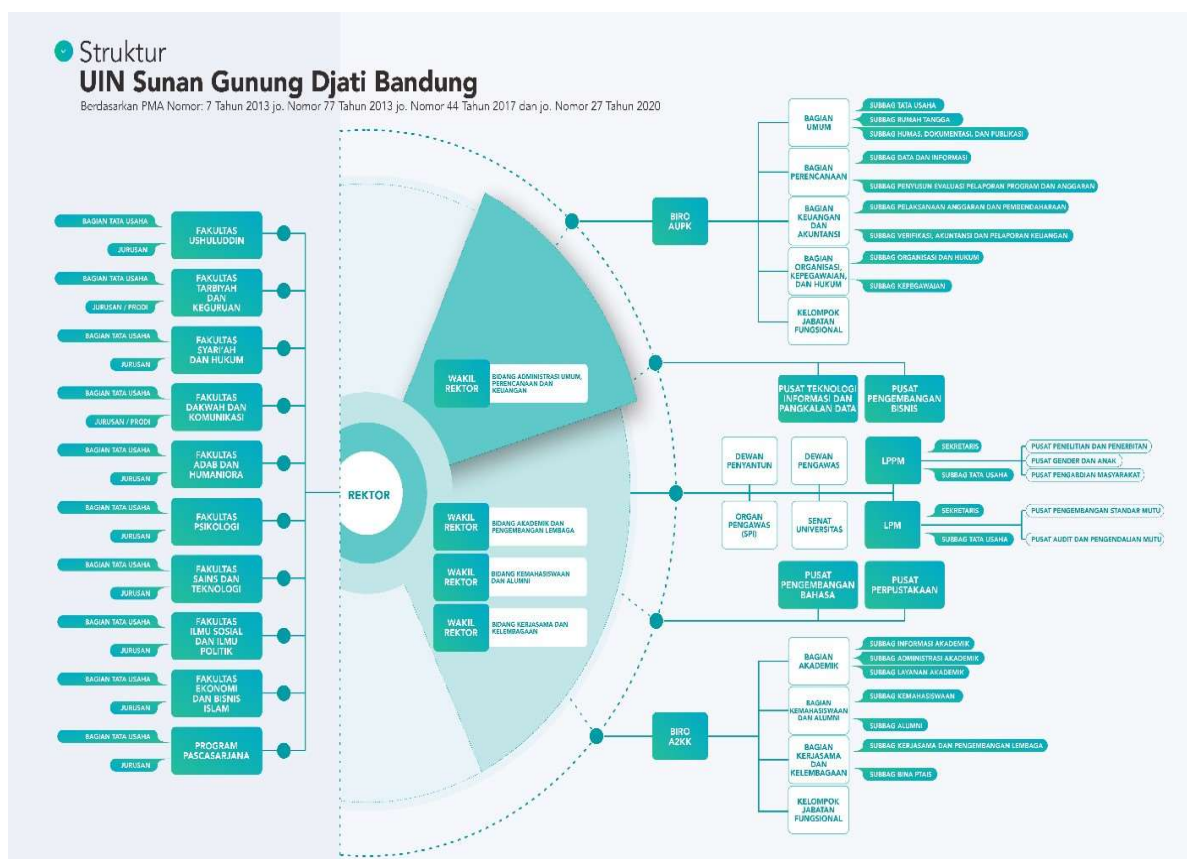 Struktur
UIN Sunan Gunung Djati Bandung
Berdasarkan PMA Nomor: 7 Tahun 2013 jo. Nomor 77 Tahun 2013 jo. Nomor 44 Tahun 2017 dan jo. Nomor 27 Tahun 2020
BAGIAN TATA USAHA
JURUSAN
FAKULTAS
USHULUDDIN
BAGIAN TATA USAHA
JURUSAN / PRODI
FAKULTAS
TARBIYAH
DAN
KEGURUAN
BAGIAN TATA USAHA
JURUSAN
FAKULTAS
SYARI'AH
DAN HUKUM
BAGIAN TATA USAHA
JURUSAN / PRODI
FAKULTAS
DAKWAH DAN
KOMUNIKASI
BAGIAN TATA USAHA
JURUSAN
FAKULTAS
ADAB DAN
HUMANIORA
BAGIAN TATA USAHA
JURUSAN
FAKULTAS
PSIKOLOGI
BAGIAN TATA USAHA
JURUSAN
FAKULTAS
SAINS DAN
TEKNOLOGI
BAGIAN TATA USAHA
JURUSAN
FAKULTAS
ILMU SOSIAL
DAN ILMU
POLITIK
BAGIAN TATA USAHA
JURUSAN
FAKULTAS
EKONOMI
DAN BISNIS
ISLAM
BAGIAN TATA USAHA
JURUSAN
PROGRAM
PASCASARJANA
REKTOR
WAKIL
REKTOR
BIDANG ADMINISTRASI UMUM,
PERENCANAAN DAN
KEUANGAN
WAKIL
REKTOR
BIDANG AKADEMIK DAN
PENGEMBANGAN LEMBAGA
WAKIL
REKTOR
BIDANG KEMAHASISWAAN
DAN ALUMNI
WAKIL
REKTOR
BIDANG KERJASAMA DAN
KELEMBAGAAN
BIRO
AUPK
BAGIAN
UMUM
SUBBAG TATA USAHA
SUBBAG RUMAH TANGGA
SUBBAG HUMAS, DOKUMENTASI, DAN PUBLIKASI
BAGIAN
PERENCANAAN
SUBBAG DATA DAN INFORMASI
SUBBAG PENYUSUN EVALUASI PELAPORAN PROGRAM DAN ANGGARAN
BAGIAN
KEUANGAN
DAN
AKUNTANSI
SUBBAG PELAKSANAAN ANGGARAN DAN PEMBENDAHARAAN
SUBBAG VERIFIKASI, AKUNTANSI DAN PELAPORAN KEUANGAN
BAGIAN
ORGANISASI,
KEPEGAWAIAN,
DAN HUKUM
SUBBAG ORGANISASI DAN HUKUM
SUBBAG KEPEGAWAIAN
KELOMPOK
JABATAN
FUNGSIONAL
PUSAT TEKNOLOGI
INFORMASI DAN
PANGKALAN DATA
PUSAT
PENGEMBANGAN
BISNIS
DEWAN
PENYANTUN
DEWAN
PENGAWAS
LPPM
SEKRETARIS
SUBBAG TATA USAHA
PUSAT PENELITIAN DAN PENERBITAN
PUSAT GENDER DAN ANAK
PUSAT PENGABDIAN MASYARAKAT
ORGAN
PENGAWAS
(SPI)
SENAT
UNIVERSITAS
LPM
SEKRETARIS
SUBBAG TATA USAHA
PUSAT PENGEMBANGAN STANDAR MUTU
PUSAT AUDIT DAN PENGENDALIAN MUTU
PUSAT
PENGEMBANGAN
BAHASA
PUSAT
PERPUSTAKAAN
BIRO
A2KK
BAGIAN
AKADEMIK
SUBBAG INFORMASI AKADEMIK
SUBBAG ADMINISTRASI AKADEMIK
SUBBAG LAYANAN AKADEMIK
BAGIAN
KEMAHASISWAAN
DAN ALUMNI
SUBBAG KEMAHASISWAAN
SUBBAG ALUMNI
BAGIAN
KERJASAMA
DAN
KELEMBAGAAN
SUBBAG KERJASAMA DAN PENGEMBANGAN LEMBAGA
SUBBAG BINA PTAIS
KELOMPOK
JABATAN
FUNGSIONAL